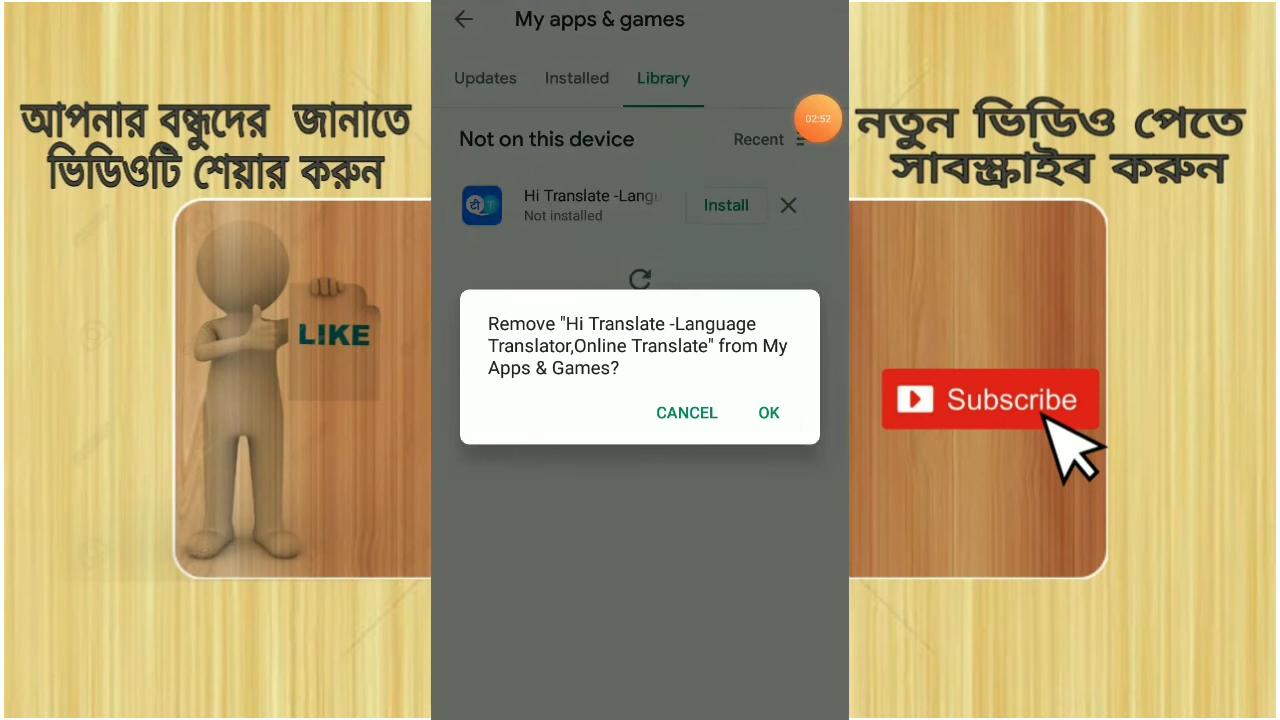 আপনার বন্ধুদের জানাতে
ভিডিওটি শেয়ার করুন
LIKE
My apps & games
Updates Installed Library
02:52
Not on this device Recent
Hi Translate -Langu
Install
Not installed
Remove "Hi Translate -Language
Translator,Online Translate" from My
Apps & Games?
CANCEL OK
নতুন ভিডিও পেতে
সাবস্ক্রাইব করুন
Subscribe